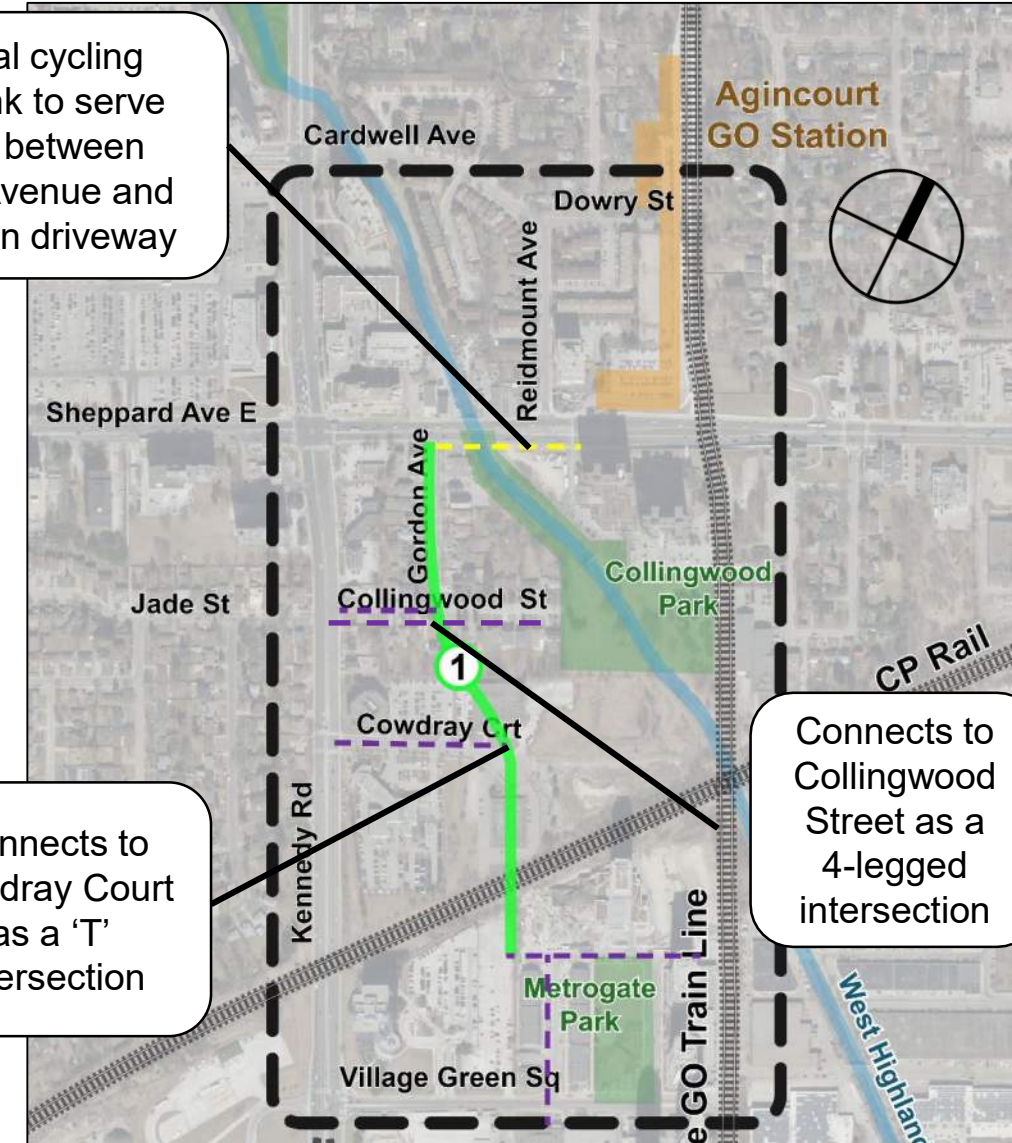 al cycling
nk to serve
between
venue and
n driveway
Cardwell Ave
Agincourt
GO Station
Dowry St
Reidmount Ave
Sheppard Ave E
Gordon Ave
Collingwood
Park
Jade St
Collingwood St
1
CP Rail
Cowdray Crt
Connects to
Collingwood
Street as a
4-legged
intersection
Kennedy Rd
nnects to
dray Court
as a ‘T’
ersection
e GO Train Line
Metrogate
Park
West Highland
Village Green Sq